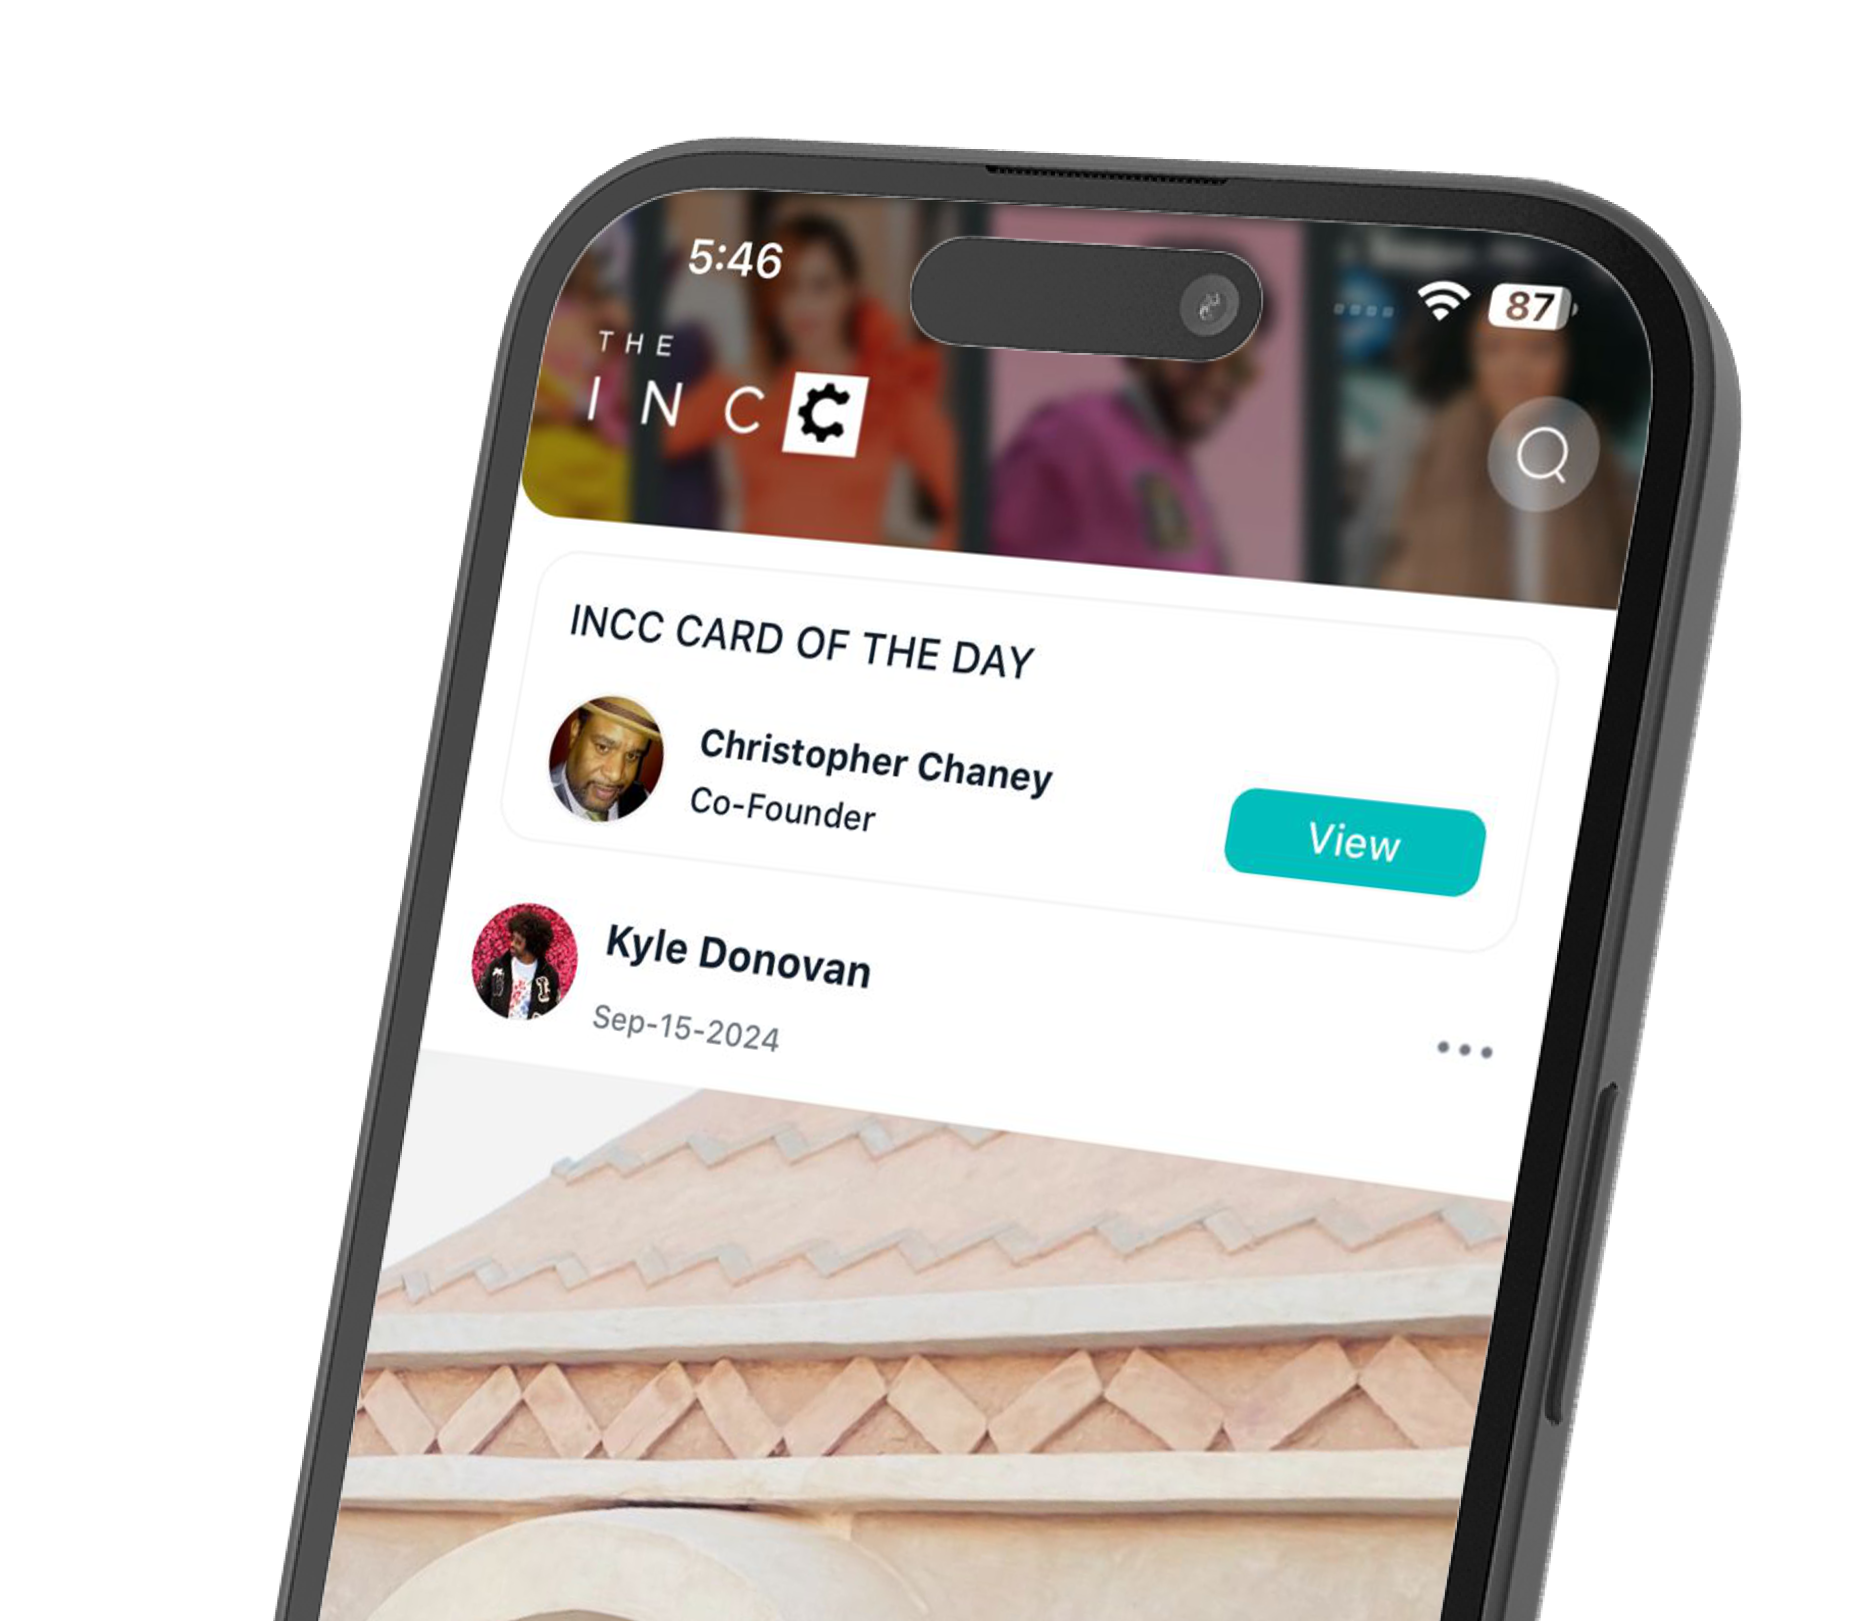 5:46
87
THE
INCC
INCC CARD OF THE DAY
Christopher Chaney
Co-Founder
View
Kyle Donovan
Sep-15-2024